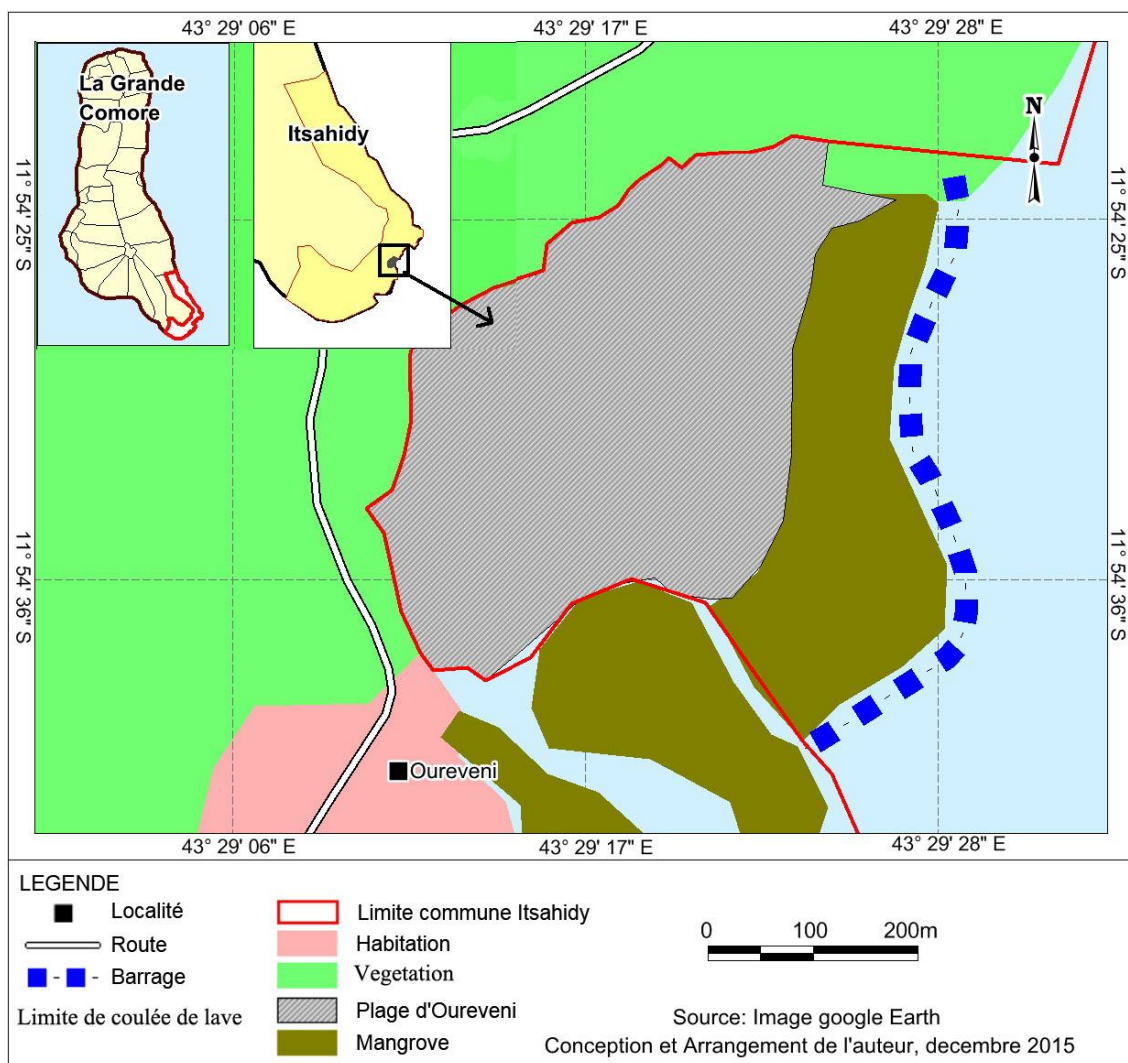 43° 29' 06" E
43° 29' 17" E
43° 29' 28" E
La Grande
Comore
Itsahidy
N
11° 54' 25" S
11° 54' 25" S
11° 54' 36" S
11° 54' 36" S
Oureveni
43° 29' 06" E
43° 29' 17" E
43° 29' 28" E
LEGENDE
Localité
Route
Barrage
Limite de coulée de lave
Limite commune Itsahidy
Habitation
Vegetation
Plage d'Oureveni
Mangrove
0 100 200m
Source: Image google Earth
Conception et Arrangement de l'auteur, decembre 2015